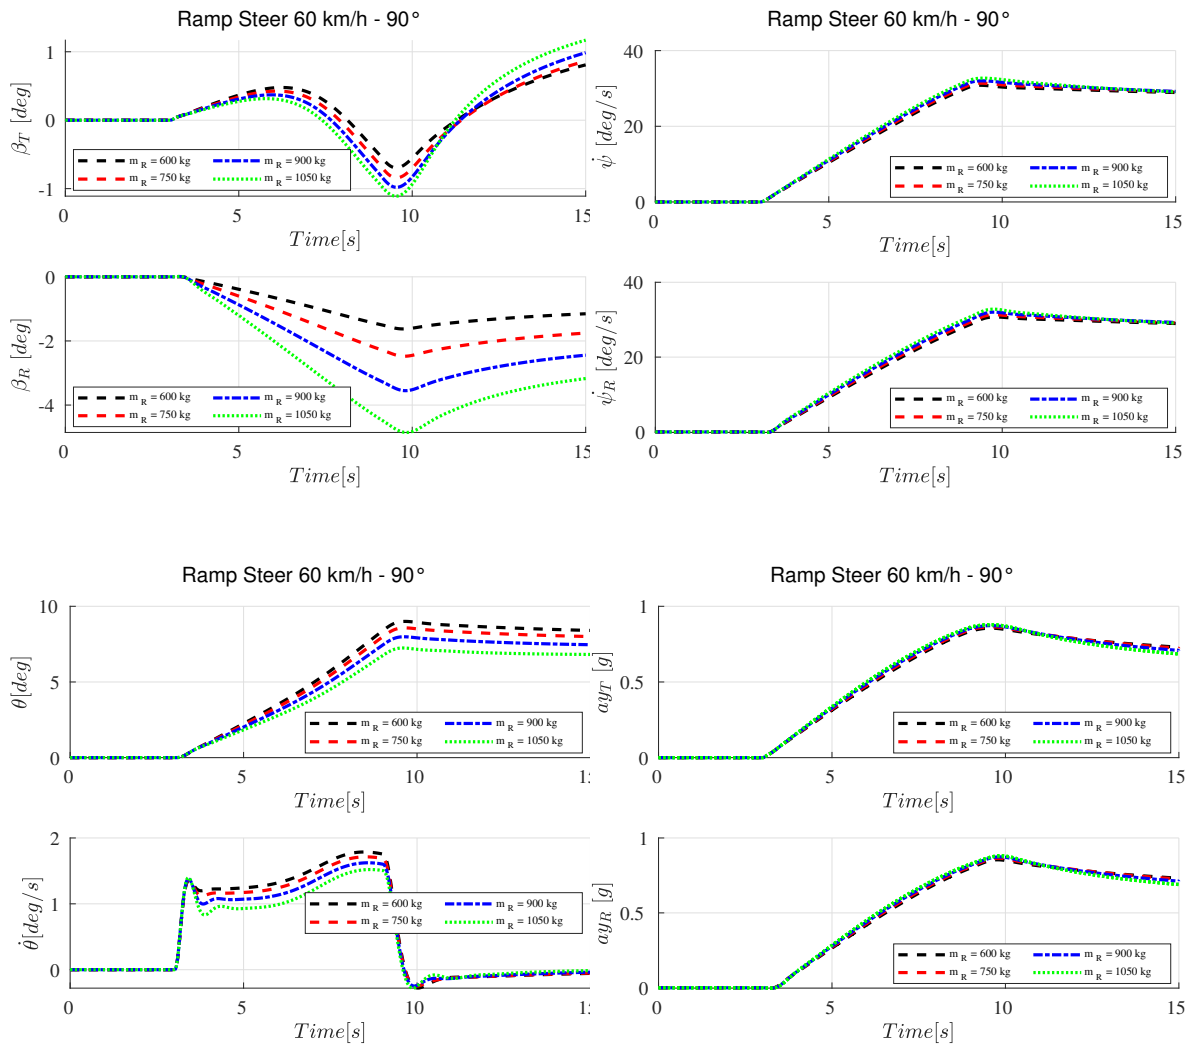 Ramp Steer 60 km/h - 90°
1
0
-1
β_T [deg]
m_R = 600 kg
m_R = 750 kg
m_R = 900 kg
m_R = 1050 kg
0 5 10 15
Time[s]
0
-2
-4
β_R [deg]
m_R = 600 kg
m_R = 750 kg
m_R = 900 kg
m_R = 1050 kg
0 5 10 15
Time[s]
Ramp Steer 60 km/h - 90°
40
20
0
ψ̇ [deg/s]
m_R = 600 kg
m_R = 750 kg
m_R = 900 kg
m_R = 1050 kg
0 5 10 15
Time[s]
40
20
0
ψ̇_R [deg/s]
m_R = 600 kg
m_R = 750 kg
m_R = 900 kg
m_R = 1050 kg
0 5 10 15
Time[s]
Ramp Steer 60 km/h - 90°
10
5
0
θ[deg]
m_R = 600 kg
m_R = 750 kg
m_R = 900 kg
m_R = 1050 kg
0 5 10
Time[s]
2
1
0
θ̇[deg/s]
m_R = 600 kg
m_R = 750 kg
m_R = 900 kg
m_R = 1050 kg
0 5 10
Time[s]
Ramp Steer 60 km/h - 90°
1
0.5
0
ay_T [g]
m_R = 600 kg
m_R = 750 kg
m_R = 900 kg
m_R = 1050 kg
0 5 10 15
Time[s]
1
0.5
0
ay_R [g]
m_R = 600 kg
m_R = 750 kg
m_R = 900 kg
m_R = 1050 kg
0 5 10 15
Time[s]